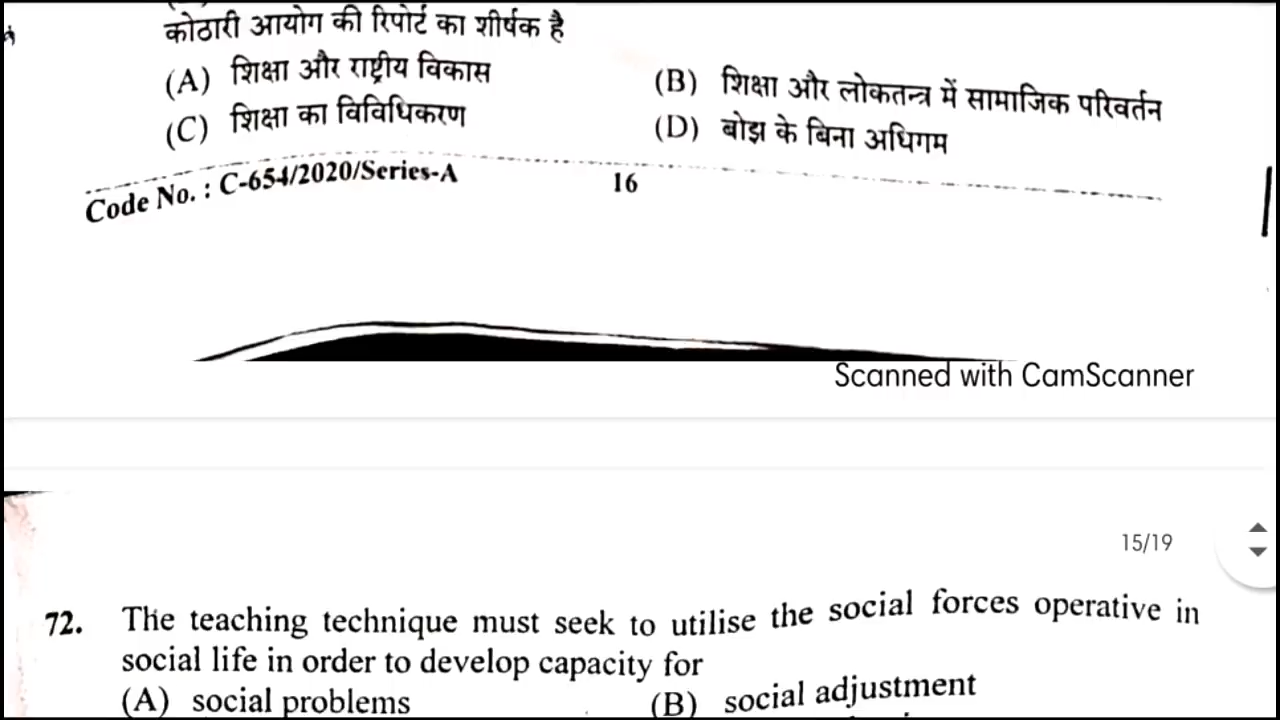 कोठारी आयोग की रिपोर्ट का शीर्षक है
(A) शिक्षा और राष्ट्रीय विकास (B) शिक्षा और लोकतन्त्र में सामाजिक परिवर्तन
(C) शिक्षा का विविधिकरण (D) बोझ के बिना अधिगम
Code No. : C-654/2020/Series-A 16
Scanned with CamScanner
15/19
72. The teaching technique must seek to utilise the social forces operative in
social life in order to develop capacity for
(A) social problems (B) social adjustment